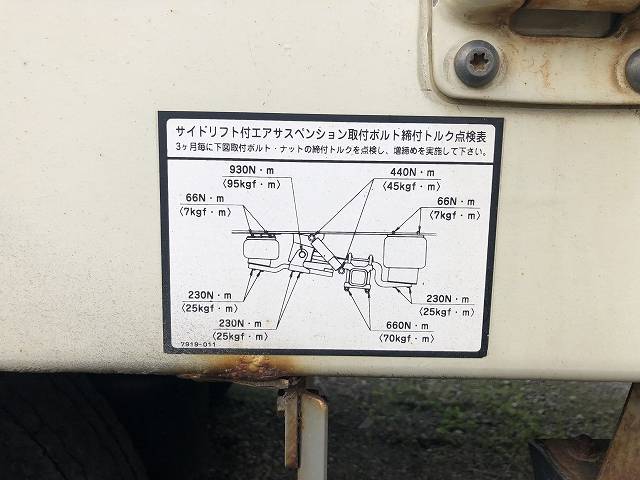 サイドリフト付エアサスペンション取付ボルト締付トルク点検表
3ヶ月毎に下図取付ボルト・ナットの締付トルクを点検し、増締めを実施して下さい。
930N・m
〈95kgf・m〉
440N・m
〈45kgf・m〉
66N・m
〈7kgf・m〉
66N・m
〈7kgf・m〉
230N・m
〈25kgf・m〉
230N・m
〈25kgf・m〉
230N・m
〈25kgf・m〉
660N・m
〈70kgf・m〉
7919-011